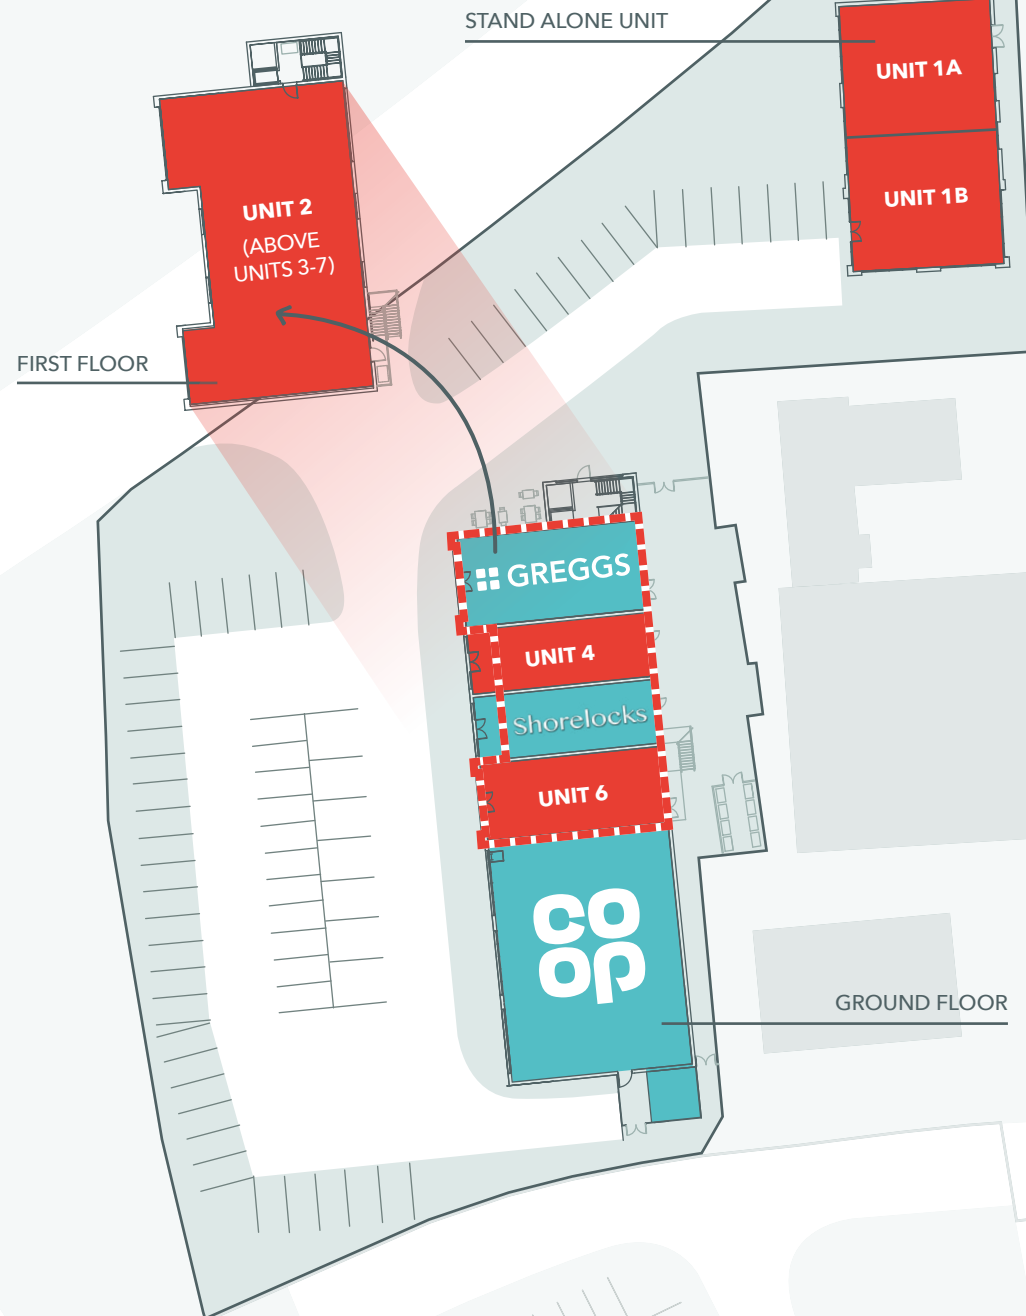 STAND ALONE UNIT
UNIT 1A
UNIT 1B
UNIT 2
(ABOVE
UNITS 3-7)
FIRST FLOOR
GREGGS
UNIT 4
Shorelocks
UNIT 6
CO
OP
GROUND FLOOR